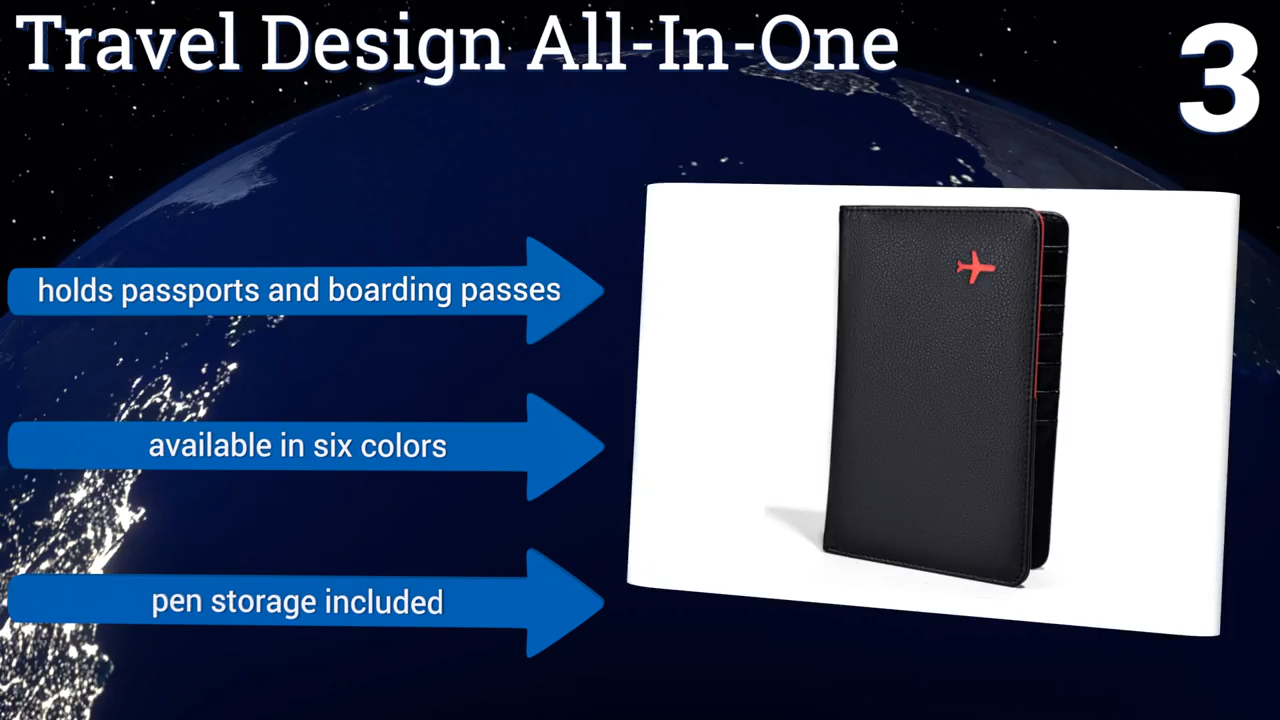 Travel Design All-In-One
3
holds passports and boarding passes
available in six colors
pen storage included